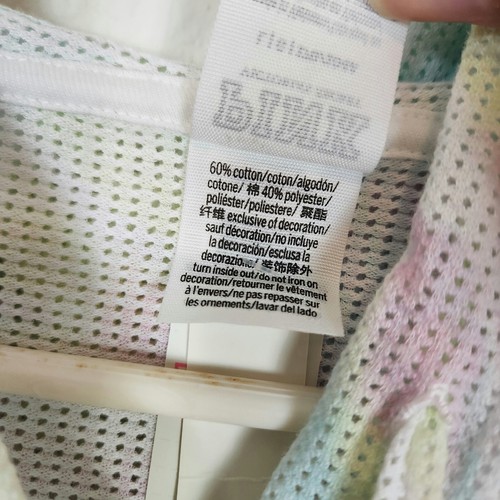 PINK
60% cotton/coton/algodón/
cotone/ 棉 40% polyester/
poliéster/poliestere/ 聚酯
纤维 exclusive of decoration/
sauf décoration/no incluye
la decoración/esclusa la
decorazione/ 装饰除外
turn inside out/do not iron on
decoration/retourner le vêtement
à l'envers/ne pas repasser sur
les ornements/lavar del lado